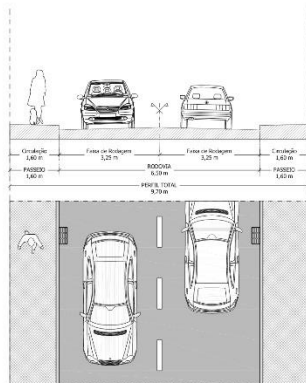 Circulação Faixa de Rodagem Faixa de Rodagem Circulação
1,60 m 3,25 m 3,25 m 1,60 m
PASSEIO RODOVIA PASSEIO
1,60 m 6,50 m 1,60 m
PERFIL TOTAL
9,70 m